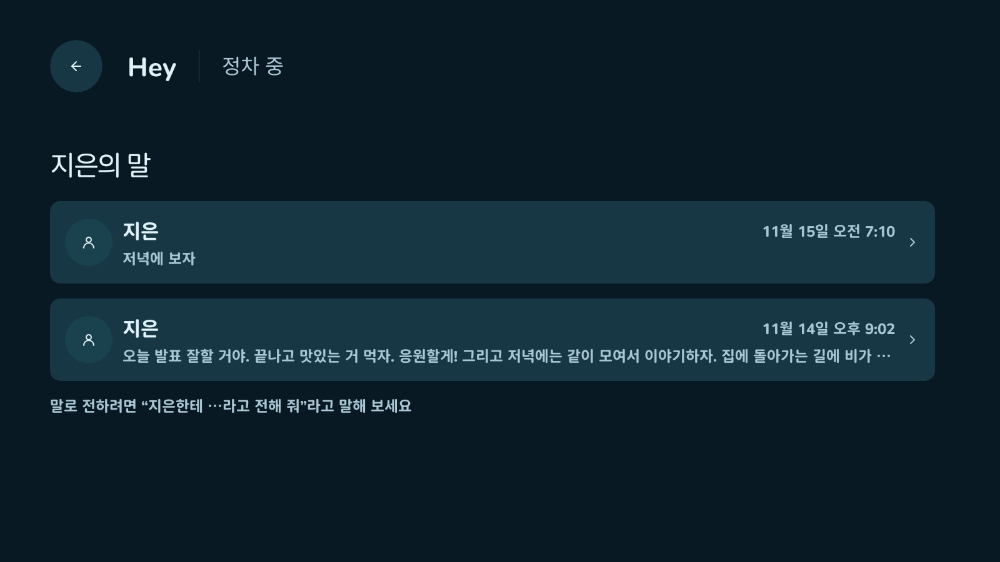 Hey
정차 중
지은의 말
지은
11월 15일 오전 7:10
저녁에 보자
지은
11월 14일 오후 9:02
오늘 발표 잘할 거야. 끝나고 맛있는 거 먹자. 응원할게! 그리고 저녁에는 같이 모여서 이야기하자. 집에 돌아가는 길에 비가 …
말로 전하려면 “지은한테 …라고 전해 줘”라고 말해 보세요